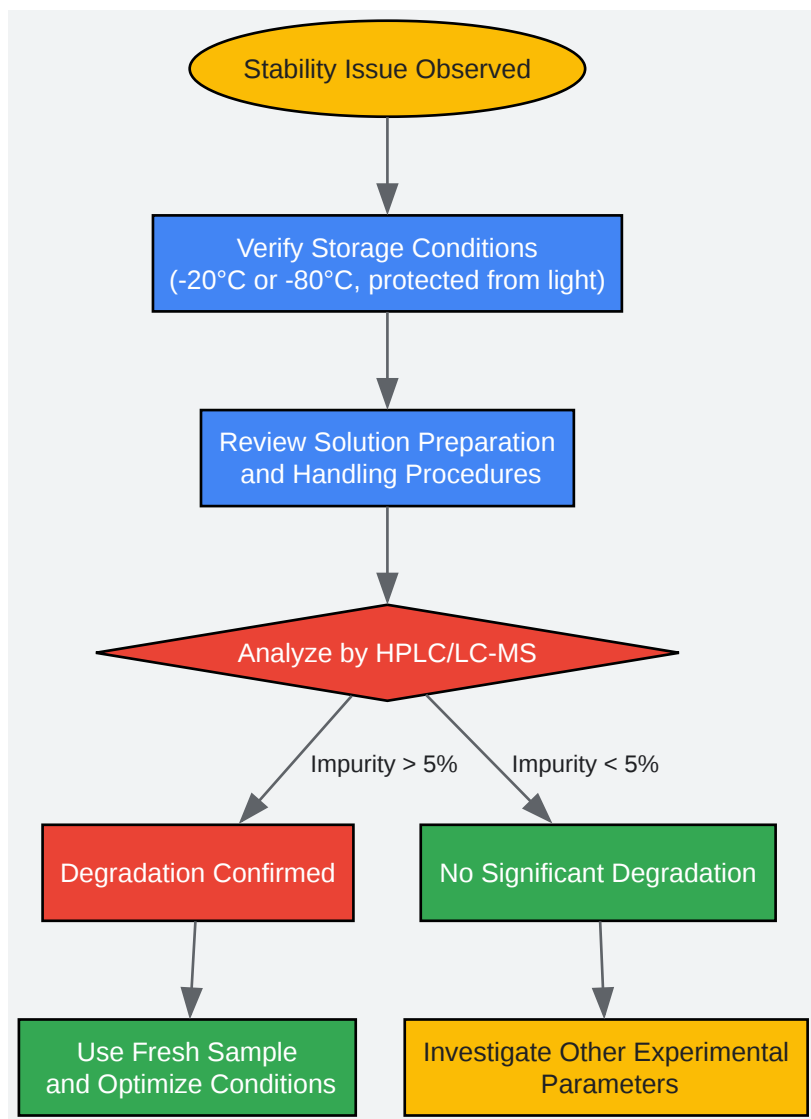 Stability Issue Observed
Verify Storage Conditions
(-20°C or -80°C, protected from light)
Review Solution Preparation
and Handling Procedures
Analyze by HPLC/LC-MS
Impurity > 5%
Impurity < 5%
Degradation Confirmed
No Significant Degradation
Use Fresh Sample
and Optimize Conditions
Investigate Other Experimental
Parameters